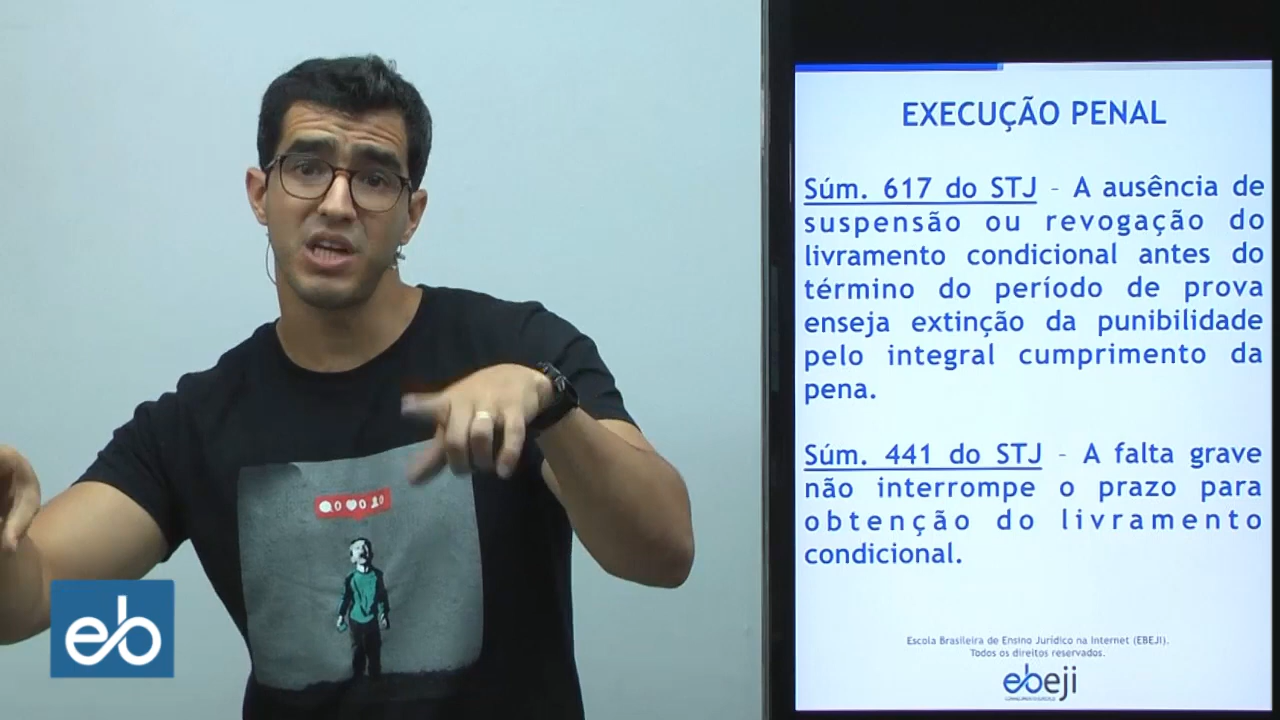 0 0 0
eb
EXECUÇÃO PENAL
Súm. 617 do STJ – A ausência de
suspensão ou revogação do
livramento condicional antes do
término do período de prova
enseja extinção da punibilidade
pelo integral cumprimento da
pena.
Súm. 441 do STJ – A falta grave
não interrompe o prazo para
obtenção do livramento
condicional.
Escola Brasileira de Ensino Jurídico na Internet (EBEJI).
Todos os direitos reservados.
ebeji